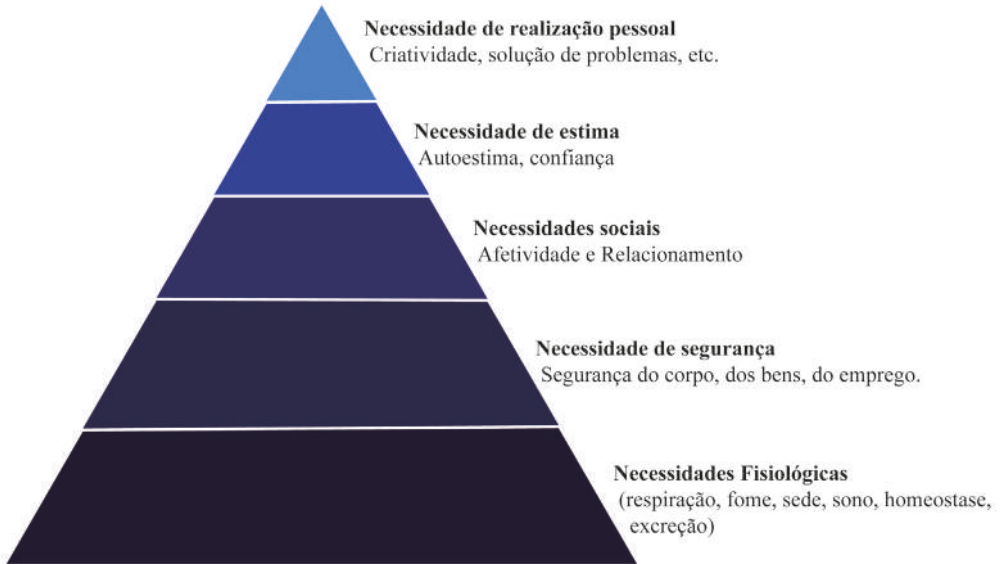 Necessidade de realização pessoal
Criatividade, solução de problemas, etc.
Necessidade de estima
Autoestima, confiança
Necessidades sociais
Afetividade e Relacionamento
Necessidade de segurança
Segurança do corpo, dos bens, do emprego.
Necessidades Fisiológicas
(respiração, fome, sede, sono, homeostase,
excreção)